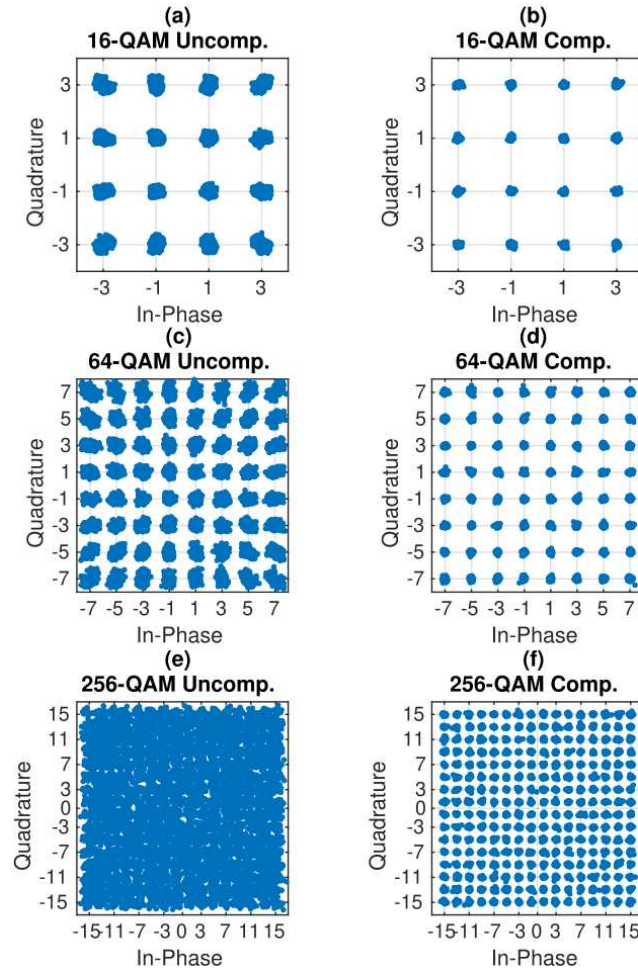 (a)
16-QAM Uncomp.
3
1
-1
-3
Quadrature
-3 -1 1 3
In-Phase
(b)
16-QAM Comp.
3
1
-1
-3
Quadrature
-3 -1 1 3
In-Phase
(c)
64-QAM Uncomp.
7
5
3
1
-1
-3
-5
-7
Quadrature
-7 -5 -3 -1 1 3 5 7
In-Phase
(d)
64-QAM Comp.
7
5
3
1
-1
-3
-5
-7
Quadrature
-7 -5 -3 -1 1 3 5 7
In-Phase
(e)
256-QAM Uncomp.
15
11
7
3
0
-3
-7
-11
-15
Quadrature
-15 -11 -7 -3 0 3 7 11 15
In-Phase
(f)
256-QAM Comp.
15
11
7
3
0
-3
-7
-11
-15
Quadrature
-15 -11 -7 -3 0 3 7 11 15
In-Phase